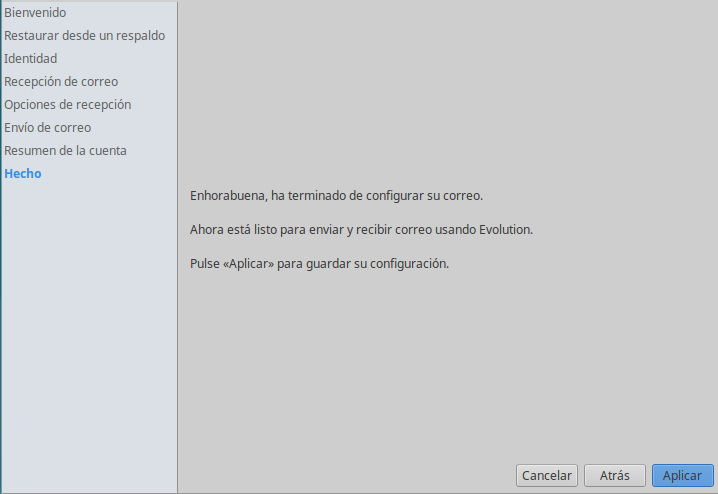 Bienvenido
Restaurar desde un respaldo
Identidad
Recepción de correo
Opciones de recepción
Envío de correo
Resumen de la cuenta
Hecho
Enhorabuena, ha terminado de configurar su correo.
Ahora está listo para enviar y recibir correo usando Evolution.
Pulse «Aplicar» para guardar su configuración.
Cancelar
Atrás
Aplicar